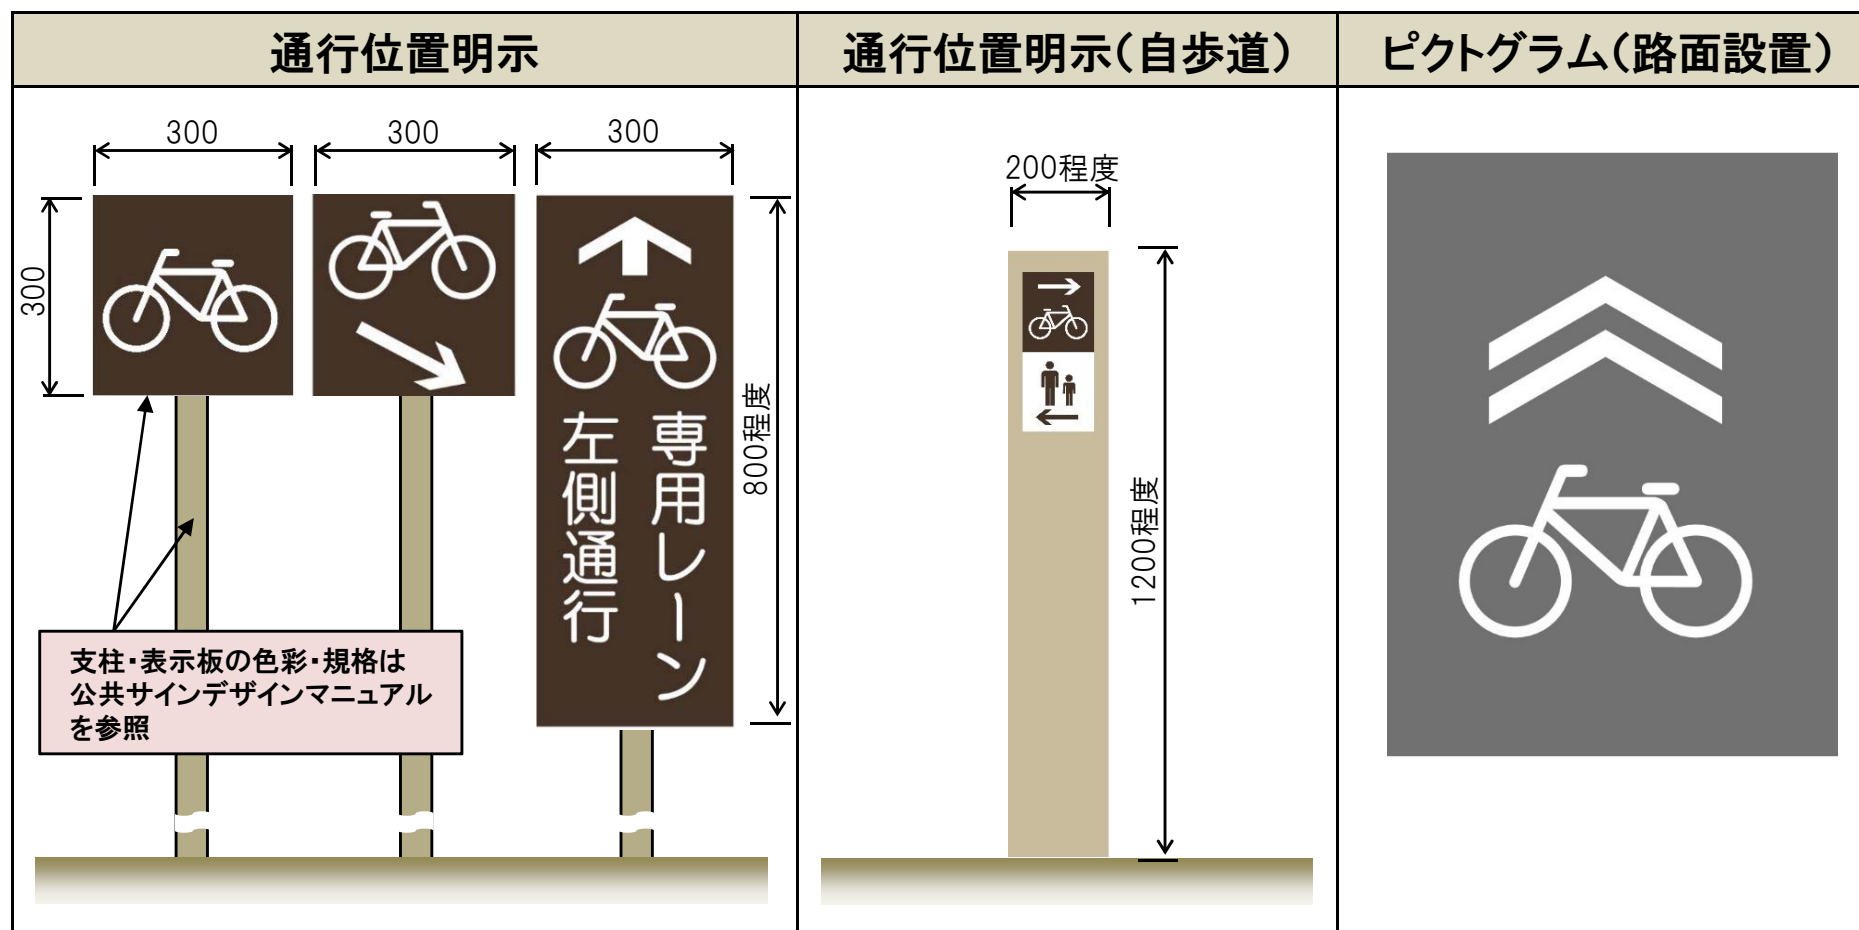 通行位置明示
通行位置明示(自歩道)
ピクトグラム(路面設置)
300
300
300
300
800程度
専用レーン
左側通行
支柱・表示板の色彩・規格は
公共サインデザインマニュアル
を参照
200程度
1200程度